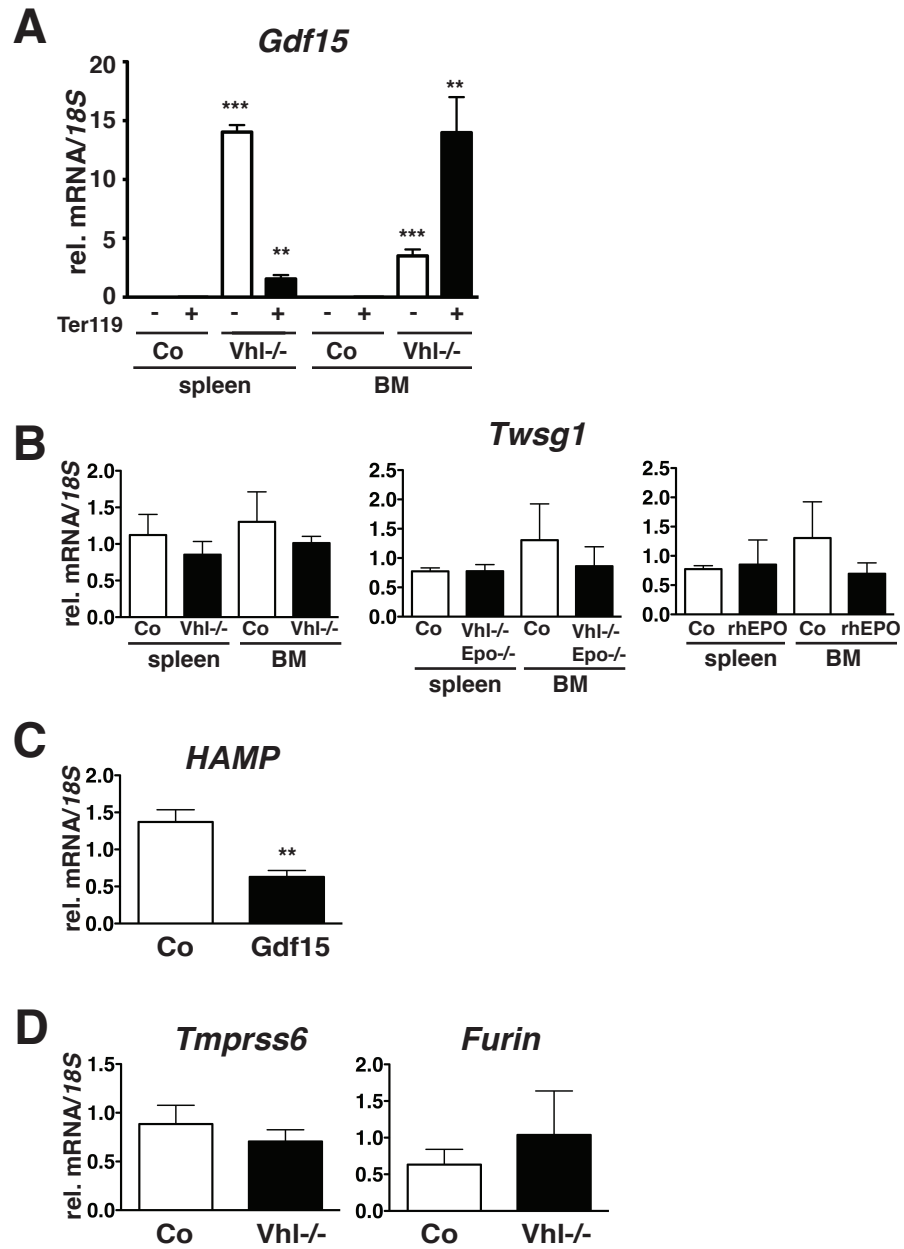 A
Gdf15
rel. mRNA/18S
20
15
10
5
0
***
**
***
**
Ter119 - + - + - + - +
Co Vhl-/- Co Vhl-/-
spleen BM
B
Twsg1
rel. mRNA/18S
2.0
1.5
1.0
0.5
0.0
Co Vhl-/- Co Vhl-/-
spleen BM
2.5
2.0
1.5
1.0
0.5
0.0
Co Vhl-/- Co Vhl-/-
Epo-/- Epo-/-
spleen BM
2.5
2.0
1.5
1.0
0.5
0.0
Co rhEPO Co rhEPO
spleen BM
C
HAMP
rel. mRNA/18S
2.0
1.5
1.0
0.5
0.0
**
Co Gdf15
D
Tmprss6
rel. mRNA/18S
1.5
1.0
0.5
0.0
Co Vhl-/-
Furin
2.0
1.5
1.0
0.5
0.0
Co Vhl-/-